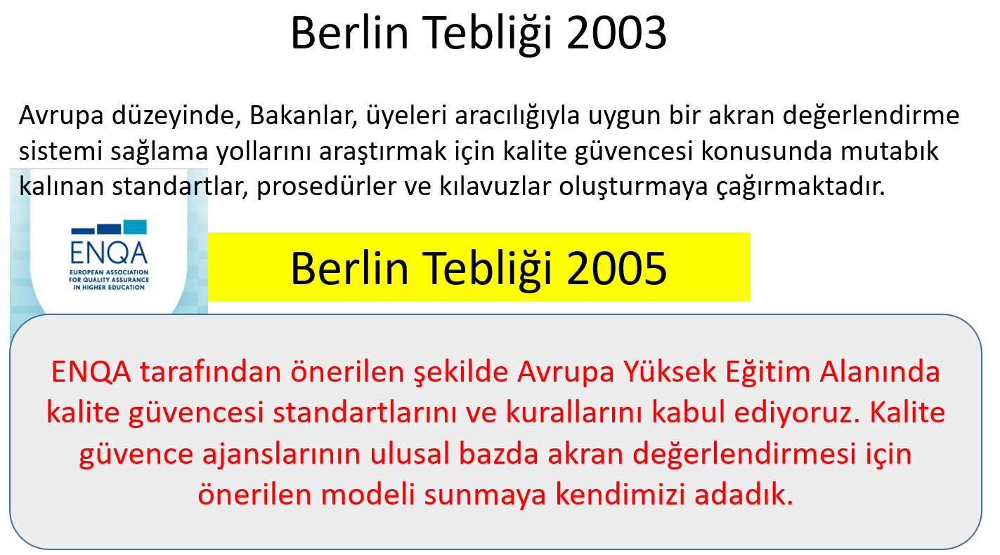 Berlin Tebliği 2003
Avrupa düzeyinde, Bakanlar, üyeleri aracılığıyla uygun bir akran değerlendirme
sistemi sağlama yollarını araştırmak için kalite güvencesi konusunda mutabık
kalınan standartlar, prosedürler ve kılavuzlar oluşturmaya çağırmaktadır.
ENQA
EUROPEAN ASSOCIATION
FOR QUALITY ASSURANCE
IN HIGHER EDUCATION
Berlin Tebliği 2005
ENQA tarafından önerilen şekilde Avrupa Yüksek Eğitim Alanında
kalite güvencesi standartlarını ve kurallarını kabul ediyoruz. Kalite
güvence ajanslarının ulusal bazda akran değerlendirmesi için
önerilen modeli sunmaya kendimizi adadık.